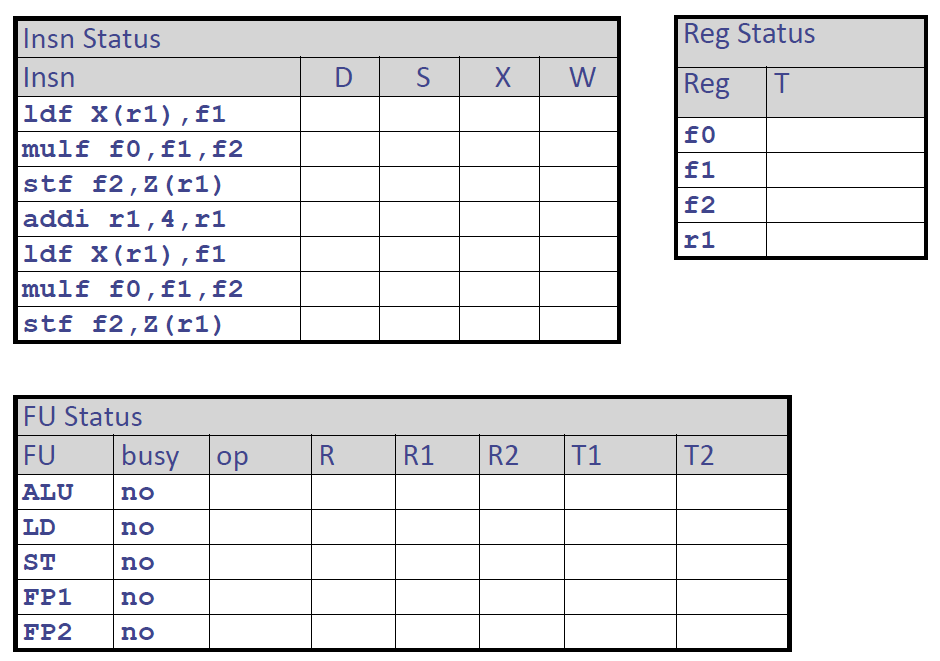 Insn Status
Insn D S X W
ldf X(r1),f1
mulf f0,f1,f2
stf f2,Z(r1)
addi r1,4,r1
ldf X(r1),f1
mulf f0,f1,f2
stf f2,Z(r1)
Reg Status
Reg T
f0
f1
f2
r1
FU Status
FU busy op R R1 R2 T1 T2
ALU no
LD no
ST no
FP1 no
FP2 no